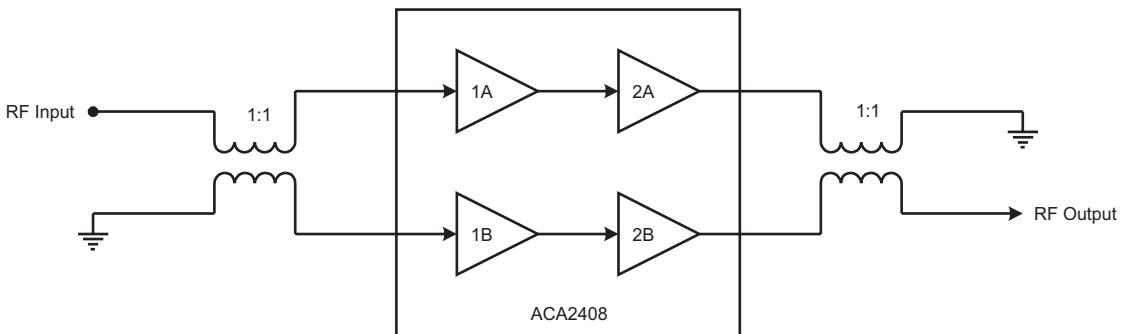 RF Input
1:1
1A
2A
1:1
1B
2B
RF Output
ACA2408